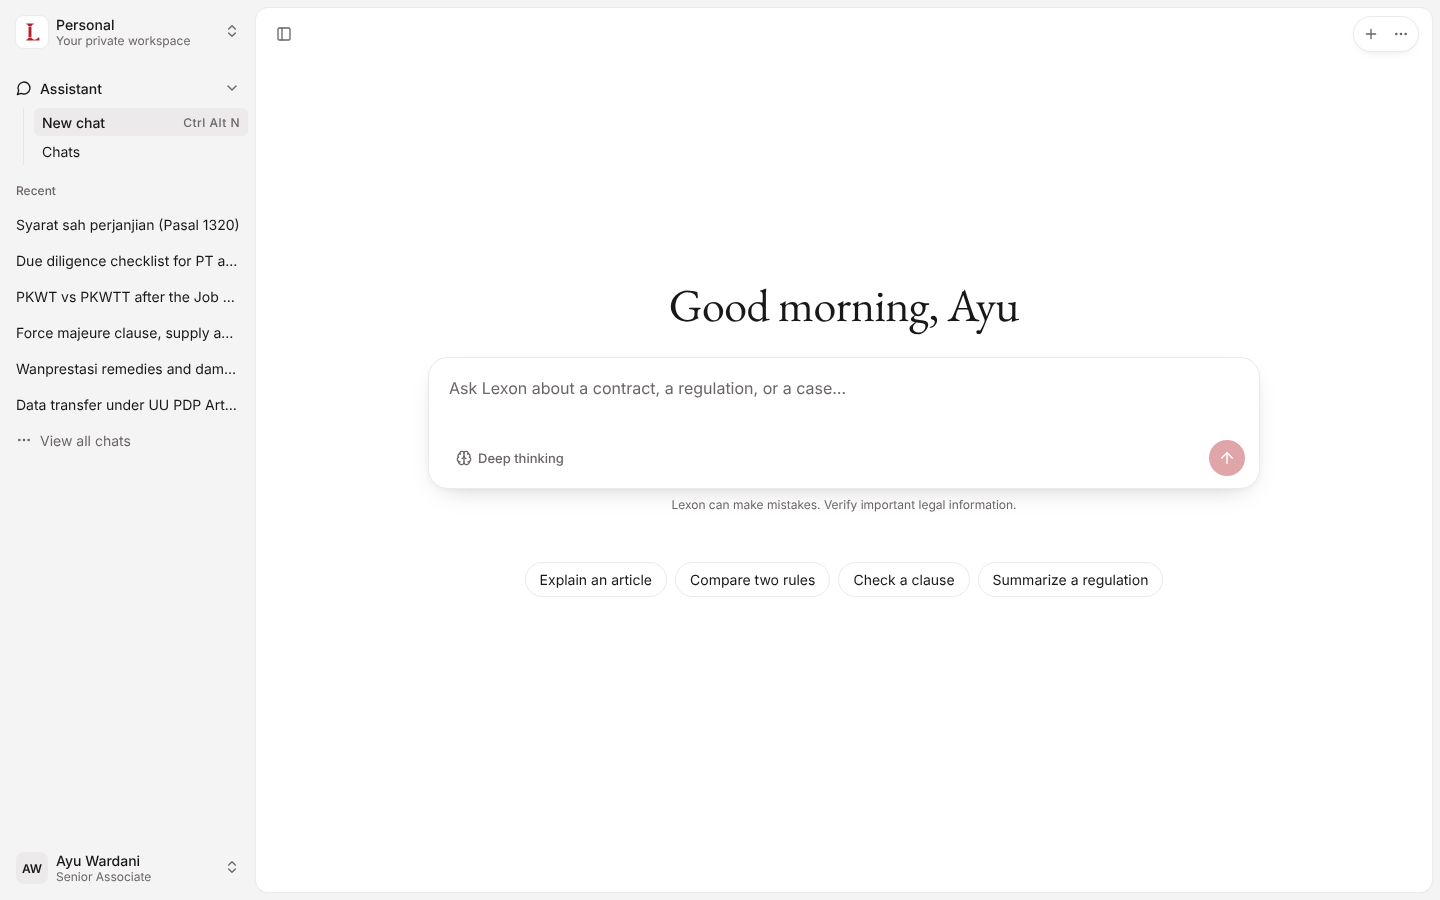 L
Personal
Your private workspace
Assistant
New chat
Ctrl Alt N
Chats
Recent
Syarat sah perjanjian (Pasal 1320)
Due diligence checklist for PT a...
PKWT vs PKWTT after the Job ...
Force majeure clause, supply a...
Wanprestasi remedies and dam...
Data transfer under UU PDP Art...
View all chats
AW
Ayu Wardani
Senior Associate
Good morning, Ayu
Ask Lexon about a contract, a regulation, or a case...
Deep thinking
Lexon can make mistakes. Verify important legal information.
Explain an article
Compare two rules
Check a clause
Summarize a regulation